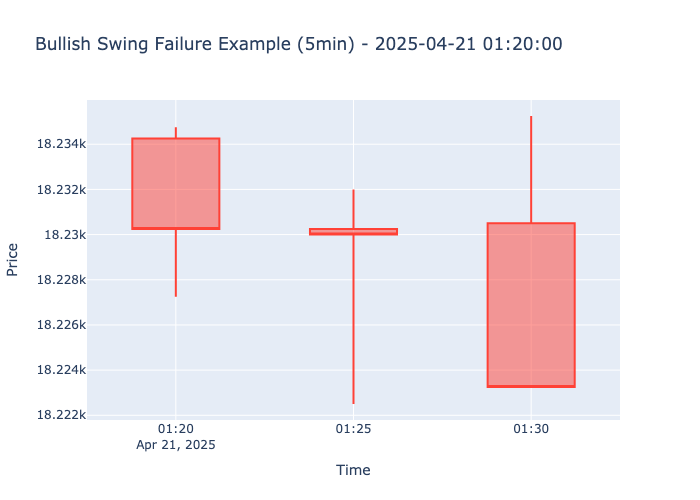 Bullish Swing Failure Example (5min) - 2025-04-21 01:20:00
18.234k
18.232k
18.23k
18.228k
18.226k
18.224k
18.222k
Price
01:20
Apr 21, 2025
01:25
01:30
Time